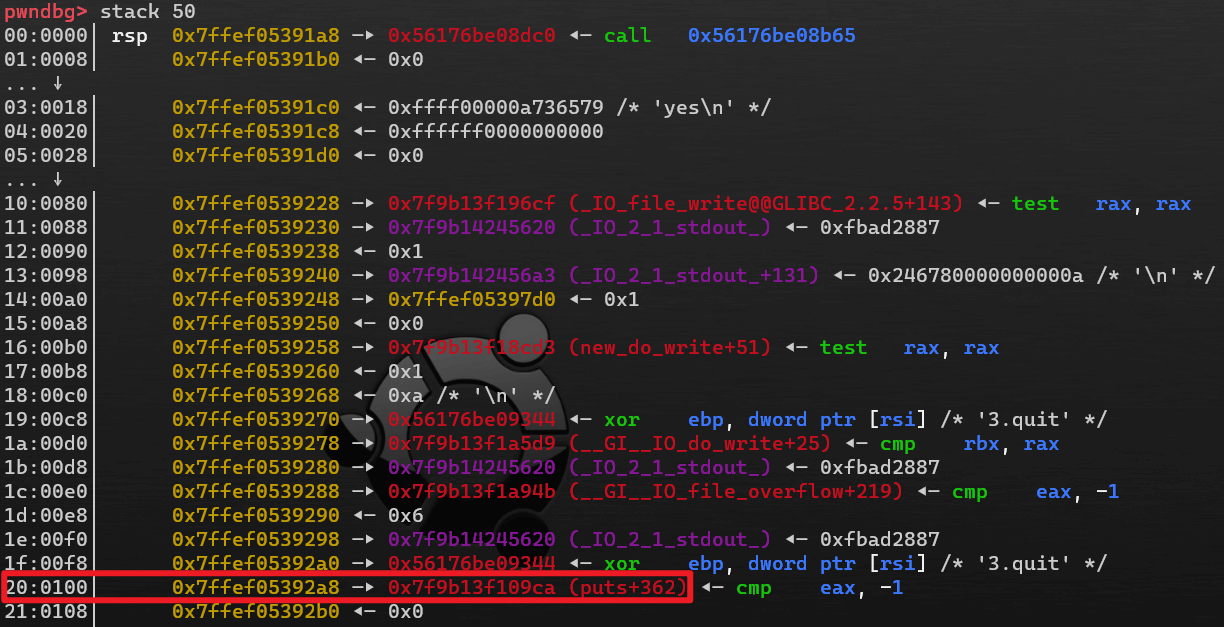 pwndbg> stack 50
00:0000│ rsp 0x7ffef05391a8 —▸ 0x56176be08dc0 ◂— call 0x56176be08b65
01:0008│ 0x7ffef05391b0 ◂— 0x0
... ↓
03:0018│ 0x7ffef05391c0 ◂— 0xffff00000a736579 /* 'yes\n' */
04:0020│ 0x7ffef05391c8 ◂— 0xffffff0000000000
05:0028│ 0x7ffef05391d0 ◂— 0x0
... ↓
10:0080│ 0x7ffef0539228 —▸ 0x7f9b13f196cf (_IO_file_write@@GLIBC_2.2.5+143) ◂— test rax, rax
11:0088│ 0x7ffef0539230 —▸ 0x7f9b14245620 (_IO_2_1_stdout_) ◂— 0xfbad2887
12:0090│ 0x7ffef0539238 ◂— 0x1
13:0098│ 0x7ffef0539240 —▸ 0x7f9b142456a3 (_IO_2_1_stdout_+131) ◂— 0x246780000000000a /* '\n' */
14:00a0│ 0x7ffef0539248 —▸ 0x7ffef05397d0 ◂— 0x1
15:00a8│ 0x7ffef0539250 ◂— 0x0
16:00b0│ 0x7ffef0539258 —▸ 0x7f9b13f18cd3 (new_do_write+51) ◂— test rax, rax
17:00b8│ 0x7ffef0539260 ◂— 0x1
18:00c0│ 0x7ffef0539268 ◂— 0xa /* '\n' */
19:00c8│ 0x7ffef0539270 —▸ 0x56176be09344 ◂— xor ebp, dword ptr [rsi] /* '3.quit' */
1a:00d0│ 0x7ffef0539278 —▸ 0x7f9b13f1a5d9 (__GI__IO_do_write+25) ◂— cmp rbx, rax
1b:00d8│ 0x7ffef0539280 —▸ 0x7f9b14245620 (_IO_2_1_stdout_) ◂— 0xfbad2887
1c:00e0│ 0x7ffef0539288 —▸ 0x7f9b13f1a94b (__GI__IO_file_overflow+219) ◂— cmp eax, -1
1d:00e8│ 0x7ffef0539290 ◂— 0x6
1e:00f0│ 0x7ffef0539298 —▸ 0x7f9b14245620 (_IO_2_1_stdout_) ◂— 0xfbad2887
1f:00f8│ 0x7ffef05392a0 —▸ 0x56176be09344 ◂— xor ebp, dword ptr [rsi] /* '3.quit' */
20:0100│ 0x7ffef05392a8 —▸ 0x7f9b13f109ca (puts+362) ◂— cmp eax, -1
21:0108│ 0x7ffef05392b0 ◂— 0x0